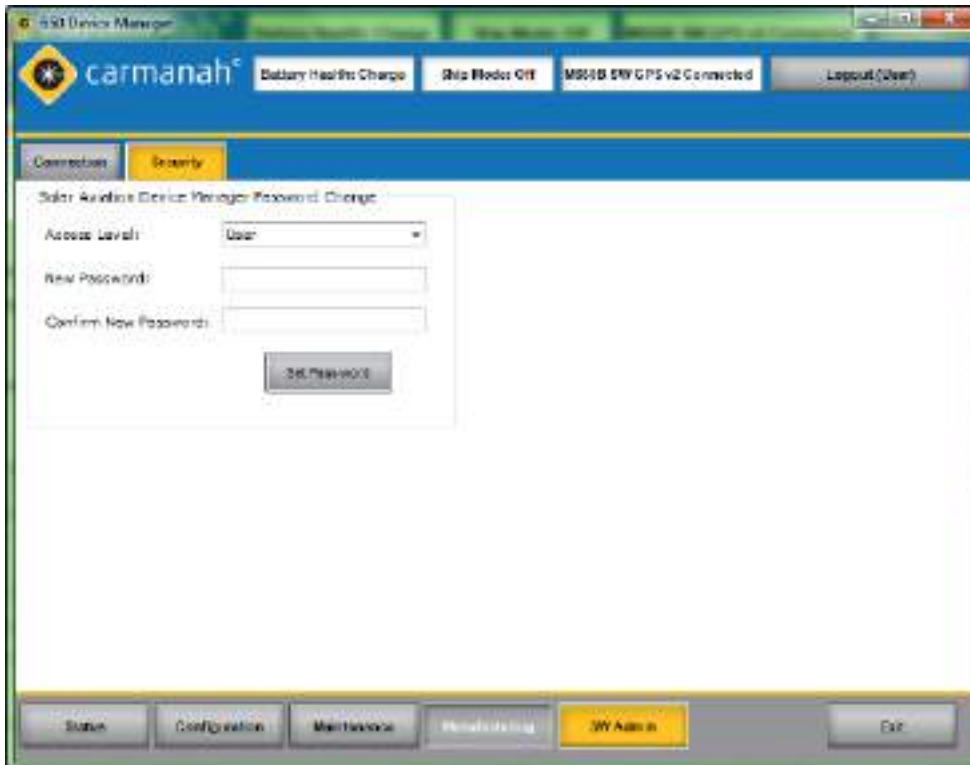 650 Device Manager
carmanah®
Battery Health: Charge
Ship Mode: Off
M650B SW GPS v2 Connected
Logout (User)
Connection
Security
Solar Aviation Device Manager Password Change
Access Level:
User
New Password:
Confirm New Password:
Set Password
Status
Configuration
Maintenance
Manufacturing
SW Admin
Exit